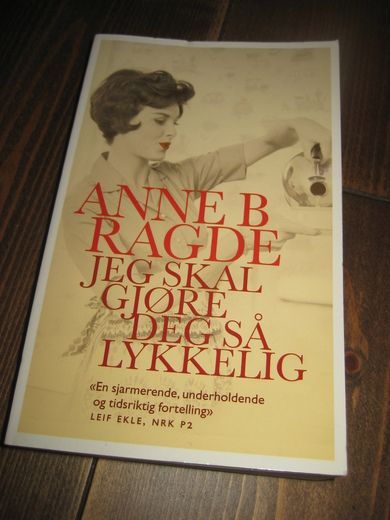 ANNE B
RAGDE
JEG SKAL
GJØRE
DEG SÅ
LYKKELIG
«En sjarmerende, underholdende
og tidsriktig fortelling»
LEIF EKLE, NRK P2